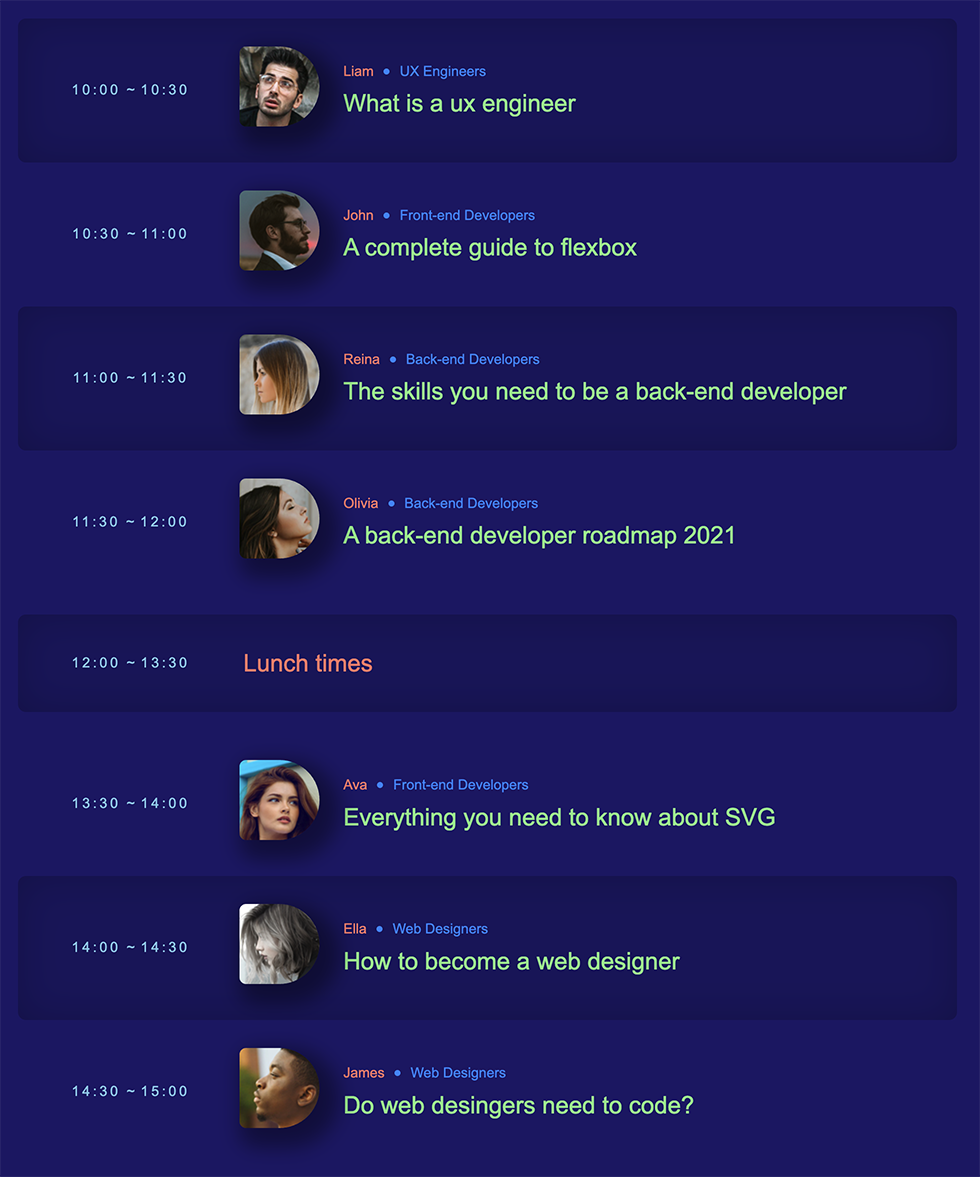 10:00 ~ 10:30
Liam • UX Engineers
What is a ux engineer
10:30 ~ 11:00
John • Front-end Developers
A complete guide to flexbox
11:00 ~ 11:30
Reina • Back-end Developers
The skills you need to be a back-end developer
11:30 ~ 12:00
Olivia • Back-end Developers
A back-end developer roadmap 2021
12:00 ~ 13:30
Lunch times
13:30 ~ 14:00
Ava • Front-end Developers
Everything you need to know about SVG
14:00 ~ 14:30
Ella • Web Designers
How to become a web designer
14:30 ~ 15:00
James • Web Designers
Do web desingers need to code?